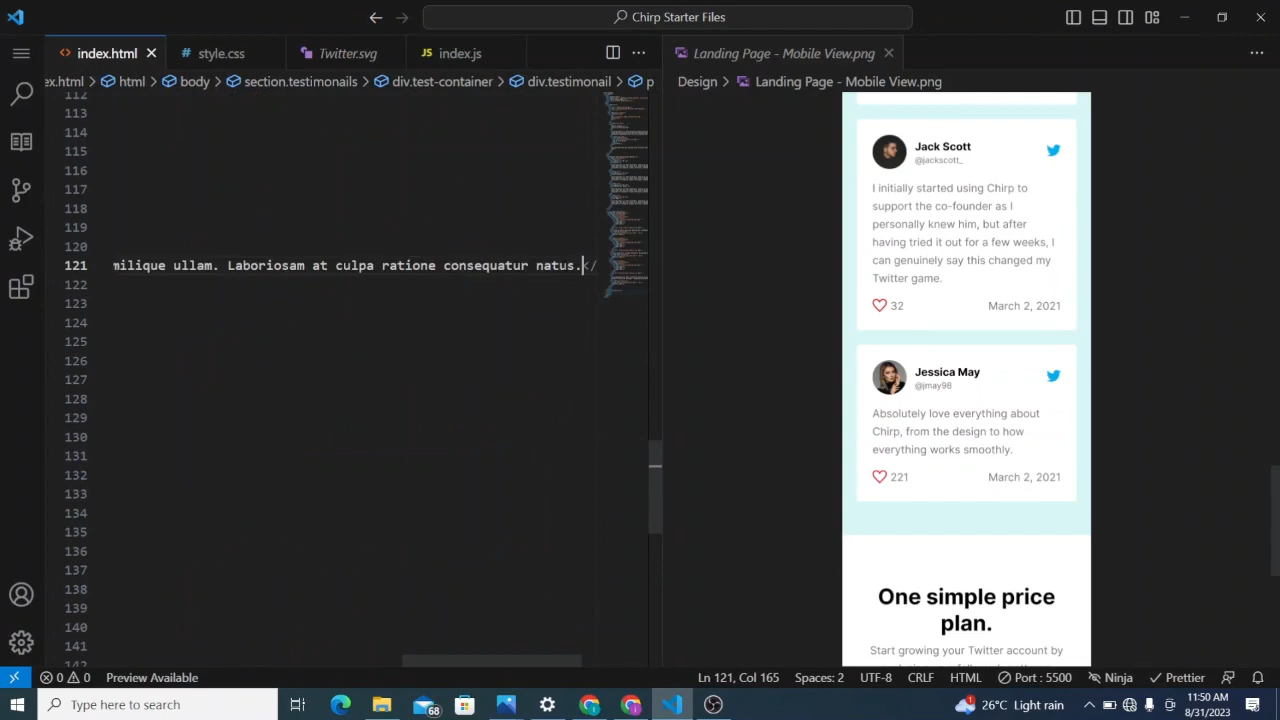 Chirp Starter Files
index.html
style.css
Twitter.svg
JS index.js
Landing Page - Mobile View.png
ex.html > html > body > section.testimonails > div.test-container > div.testimonail > p
Design > Landing Page - Mobile View.png
112
113
114
115
116
117
118
119
120
121 milique ullam. Laboriosam at eos ratione consequatur natus.</
122
123
124
125
126
127
128
129
130
131
132
133
134
135
136
137
138
139
140
141
142
Jack Scott
@jackscott_
I initially started using Chirp to
support the co-founder as I
personally knew him, but after
having tried it out for a few weeks, I
can genuinely say this changed my
Twitter game.
32 March 2, 2021
Jessica May
@jmay98
Absolutely love everything about
Chirp, from the design to how
everything works smoothly.
221 March 2, 2021
One simple price
plan.
Start growing your Twitter account by
0 0 Preview Available Ln 121, Col 165 Spaces: 2 UTF-8 CRLF HTML Port : 5500 Ninja Prettier
Type here to search 68 26°C Light rain 11:50 AM
8/31/2023